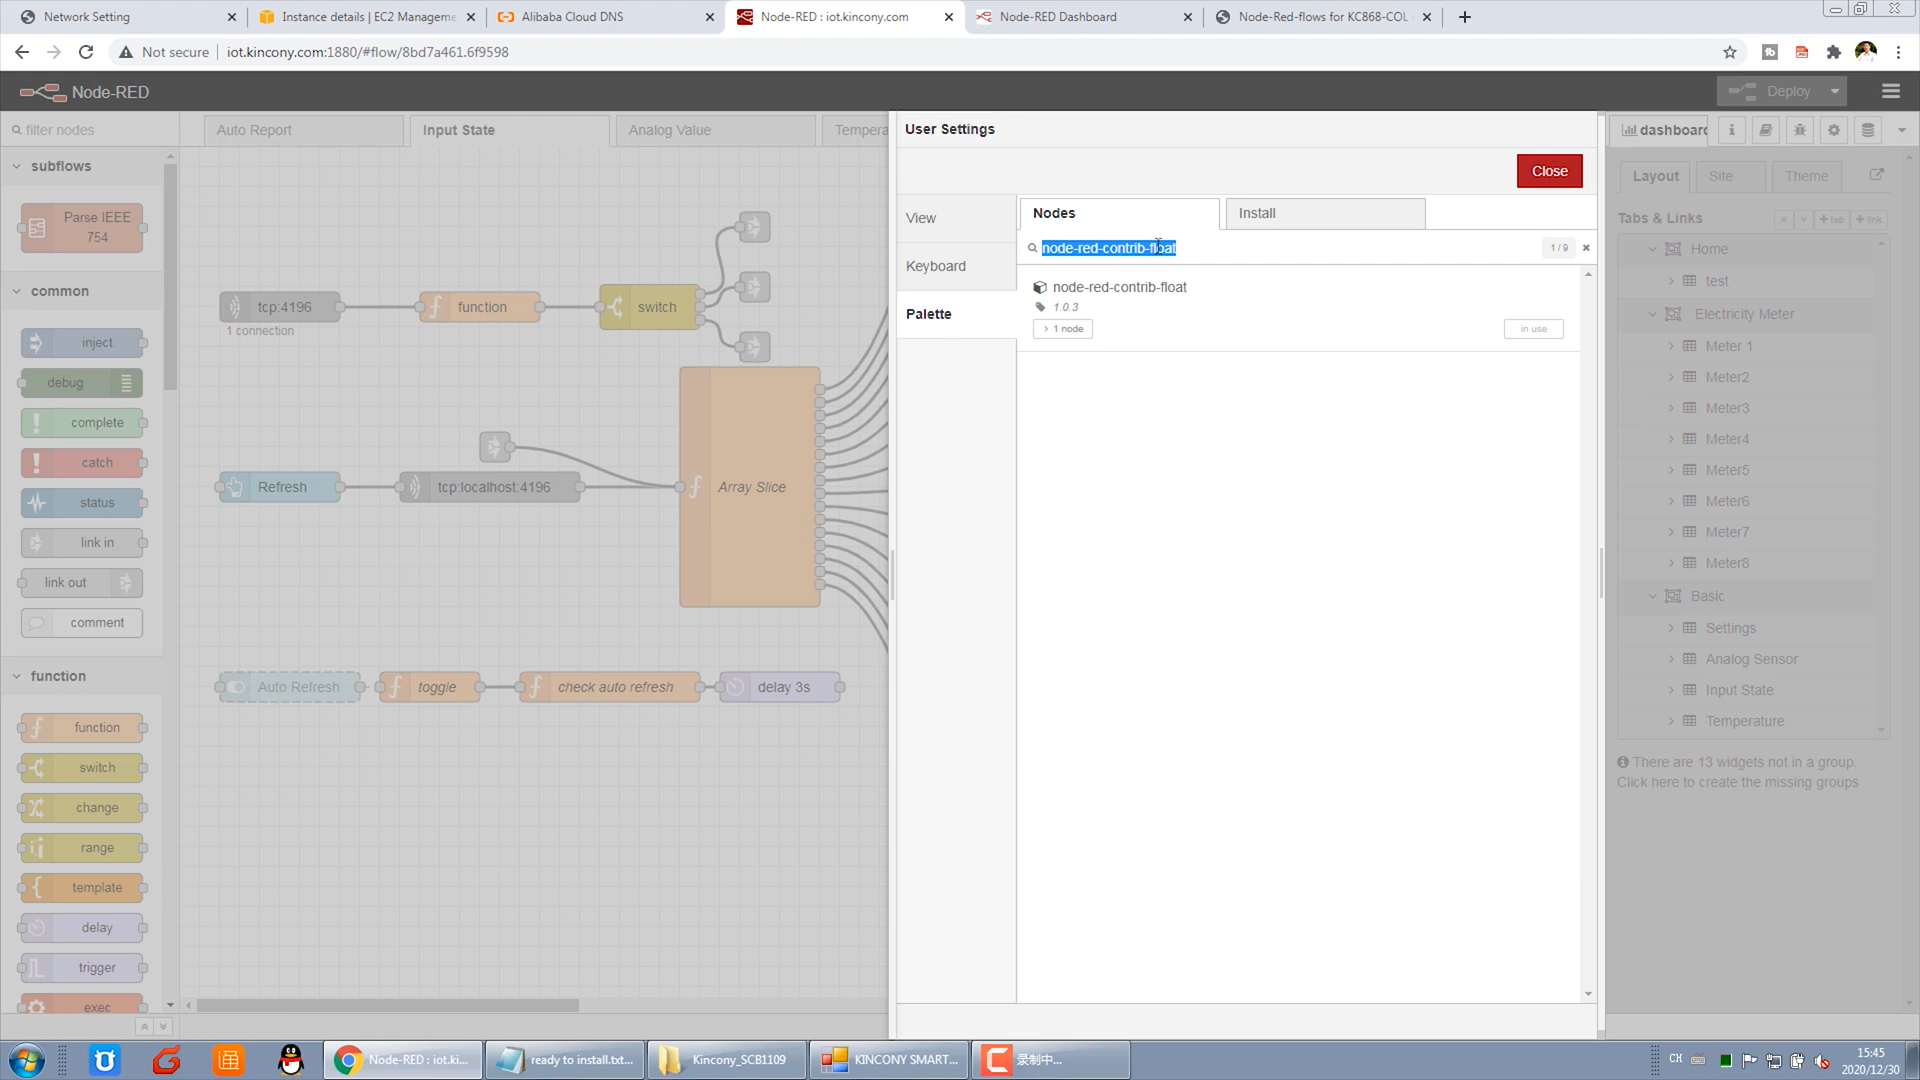 Network Setting
Instance details | EC2 Manageme
Alibaba Cloud DNS
Node-RED : iot.kincony.com
Node-RED Dashboard
Node-Red-flows for KC868-COL
Not secure
iot.kincony.com:1880/#flow/8bd7a461.6f9598
Node-RED
Deploy
filter nodes
Auto Report
Input State
Analog Value
Tempera
User Settings
dashboard
subflows
Parse IEEE
754
Close
Layout
Site
Theme
View
Nodes
Install
Tabs & Links
tab
link
node-red-contrib-float
1 / 9
Home
Keyboard
test
node-red-contrib-float
1.0.3
1 node
in use
Palette
Electricity Meter
Meter 1
Meter2
Meter3
Meter4
Meter5
Meter6
Meter7
Meter8
Basic
Settings
Analog Sensor
Input State
Temperature
There are 13 widgets not in a group.
Click here to create the missing groups
common
inject
debug
complete
catch
status
link in
link out
comment
function
function
switch
change
range
template
delay
trigger
exec
tcp:4196
1 connection
function
switch
Refresh
tcp:localhost:4196
Array Slice
Auto Refresh
toggle
check auto refresh
delay 3s
Node-RED : iot.ki...
ready to install.txt...
Kincony_SCB1109
KINCONY SMART...
录制中...
CH
15:45
2020/12/30